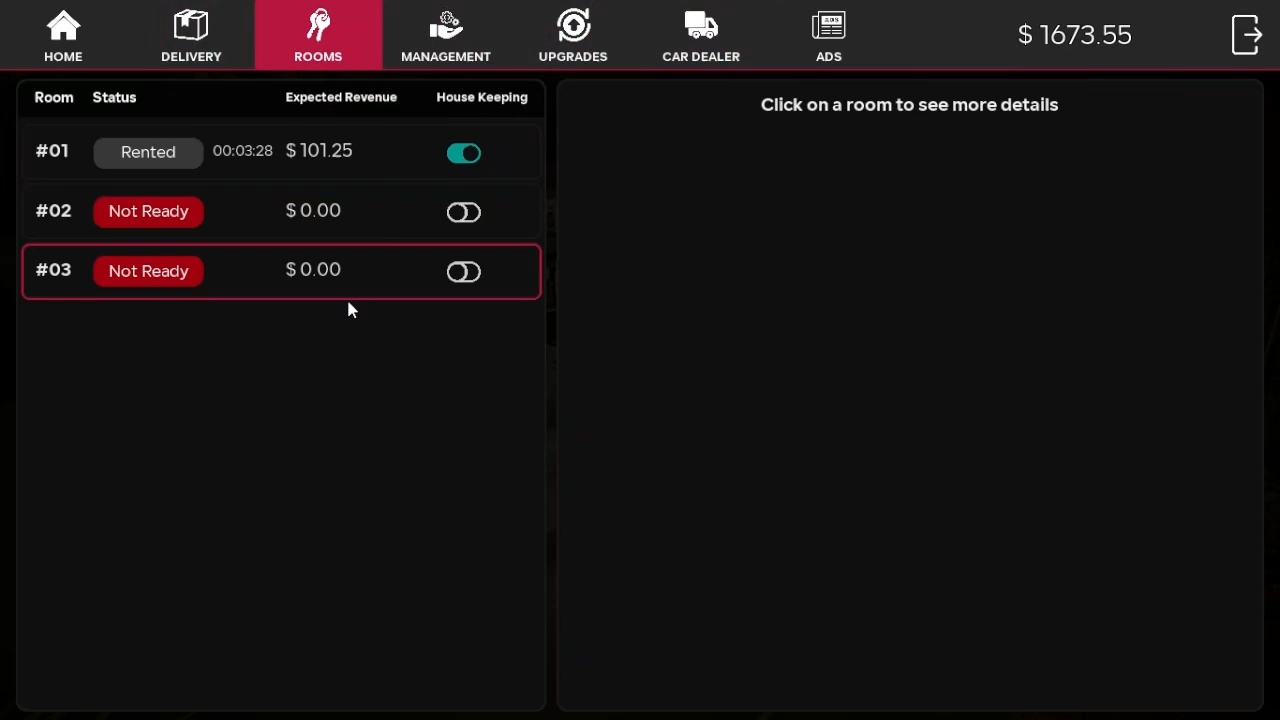 HOME DELIVERY ROOMS MANAGEMENT UPGRADES CAR DEALER ADS $ 1673.55
Room Status Expected Revenue House Keeping
#01 Rented 00:03:28 $ 101.25
#02 Not Ready $ 0.00
#03 Not Ready $ 0.00
Click on a room to see more details